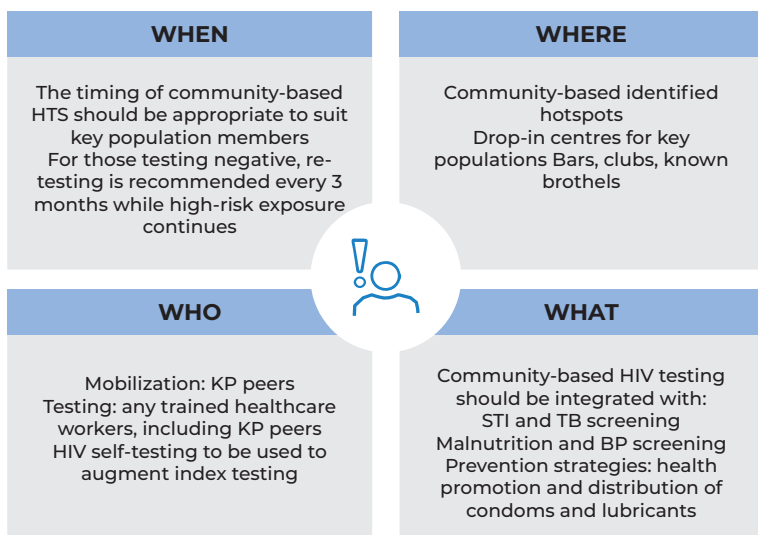 WHEN
The timing of community-based
HTS should be appropriate to suit
key population members
For those testing negative, re-
testing is recommended every 3
months while high-risk exposure
continues
WHERE
Community-based identified
hotspots
Drop-in centres for key
populations Bars, clubs, known
brothels
WHO
Mobilization: KP peers
Testing: any trained healthcare
workers, including KP peers
HIV self-testing to be used to
augment index testing
WHAT
Community-based HIV testing
should be integrated with:
STI and TB screening
Malnutrition and BP screening
Prevention strategies: health
promotion and distribution of
condoms and lubricants